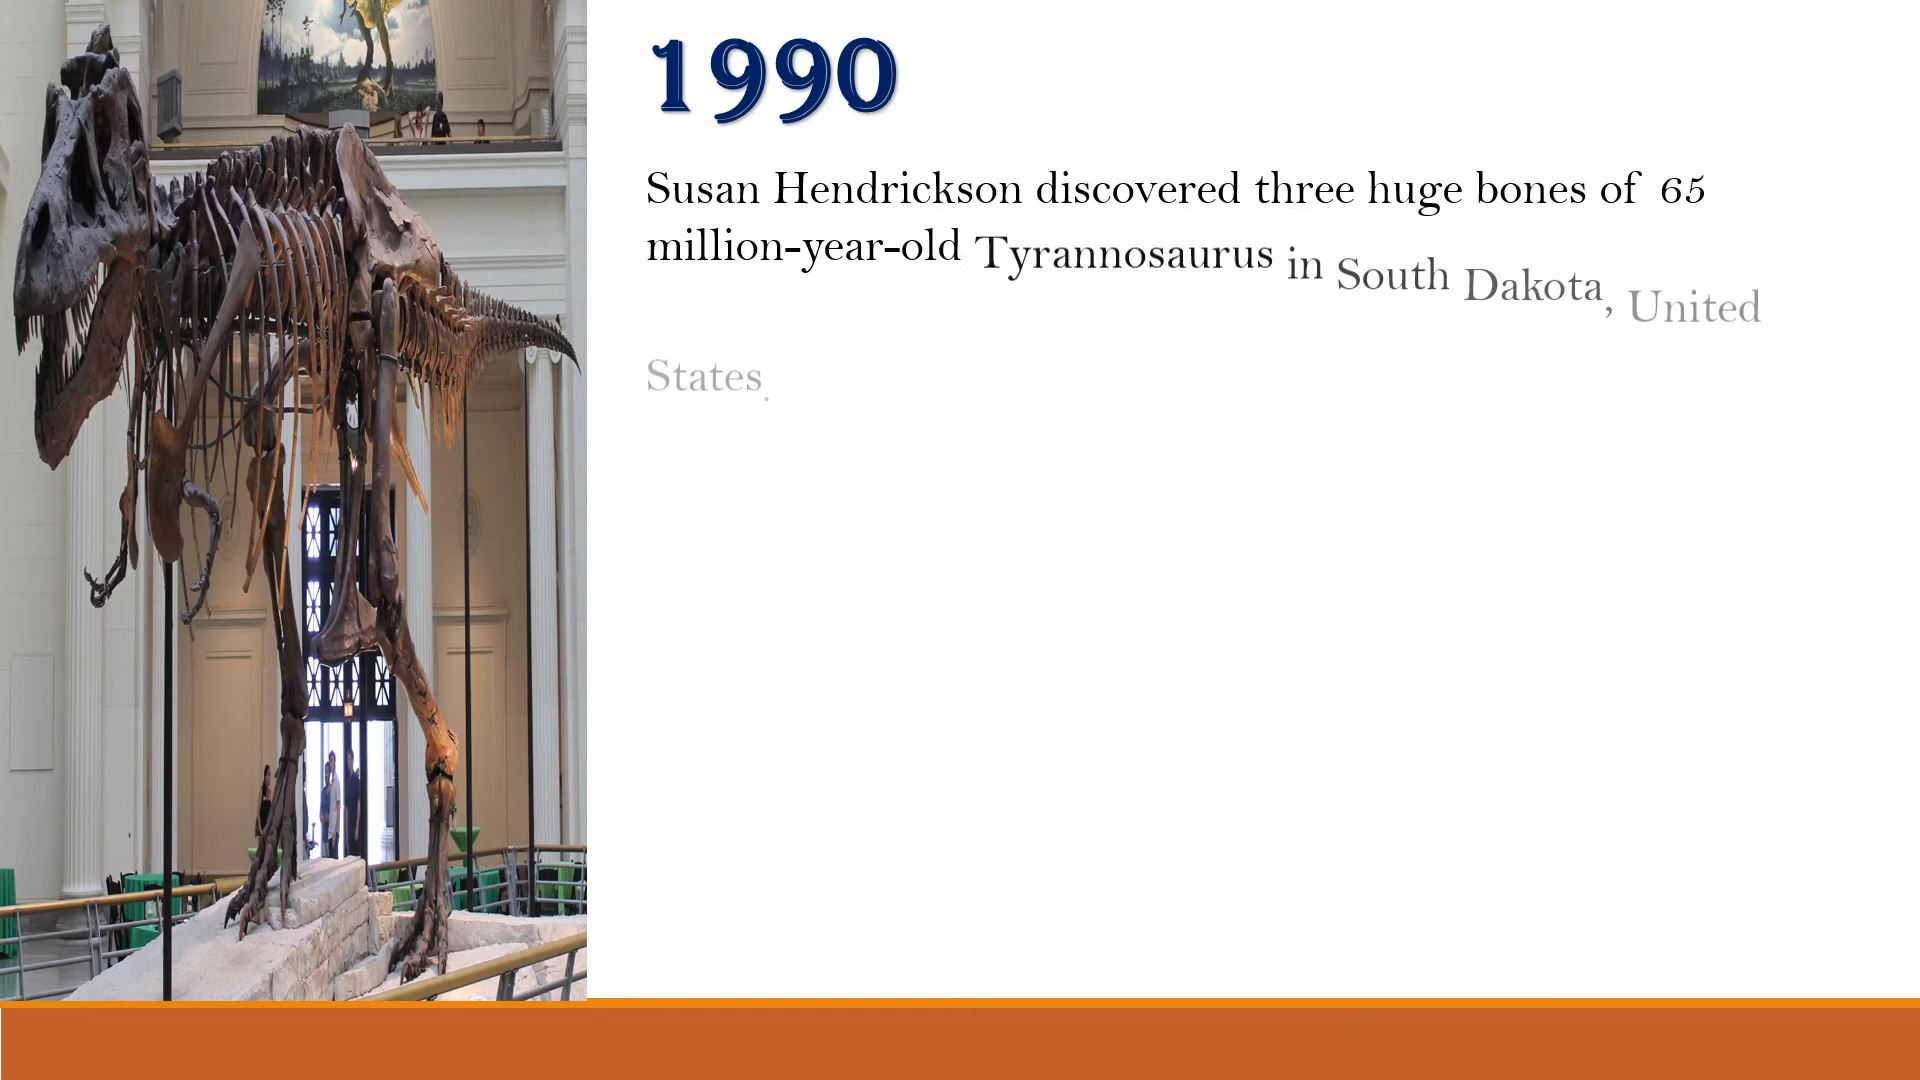 1990
Susan Hendrickson discovered three huge bones of 65
million-year-old Tyrannosaurus in South Dakota, United
States.